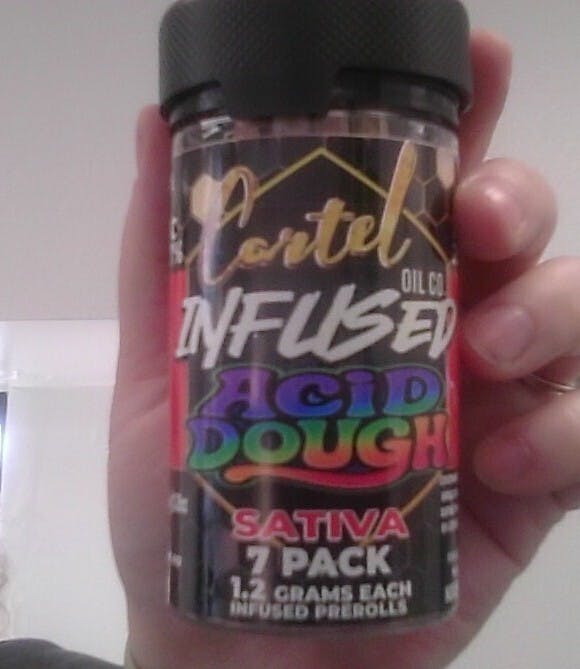 Cartel
OIL CO.
INFUSED
ACID
DOUGH
SATIVA
7 PACK
1.2 GRAMS EACH
INFUSED PREROLLS